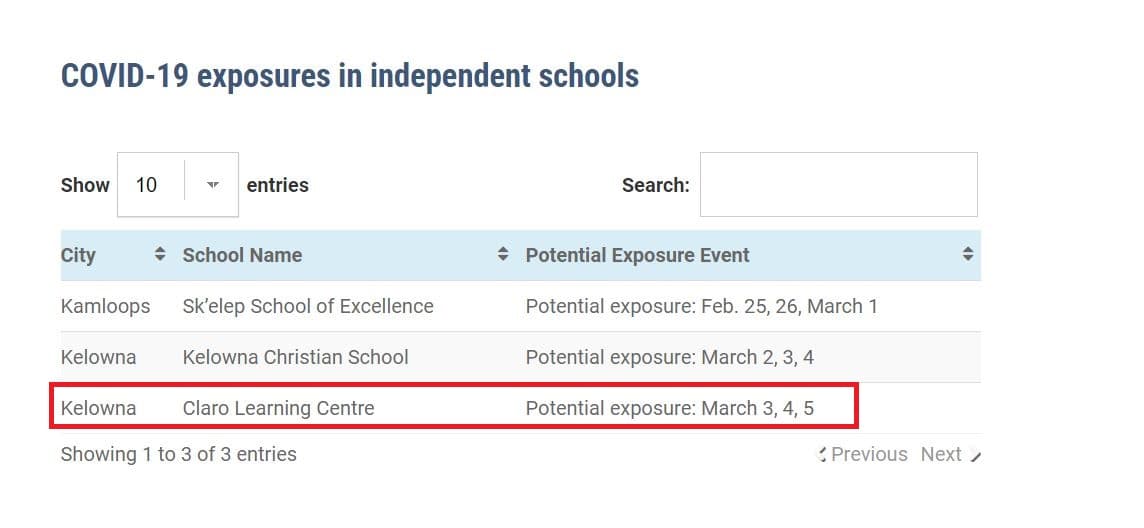 COVID-19 exposures in independent schools
Show 10 entries Search:
City School Name Potential Exposure Event
Kamloops Sk’elep School of Excellence Potential exposure: Feb. 25, 26, March 1
Kelowna Kelowna Christian School Potential exposure: March 2, 3, 4
Kelowna Claro Learning Centre Potential exposure: March 3, 4, 5
Showing 1 to 3 of 3 entries Previous Next